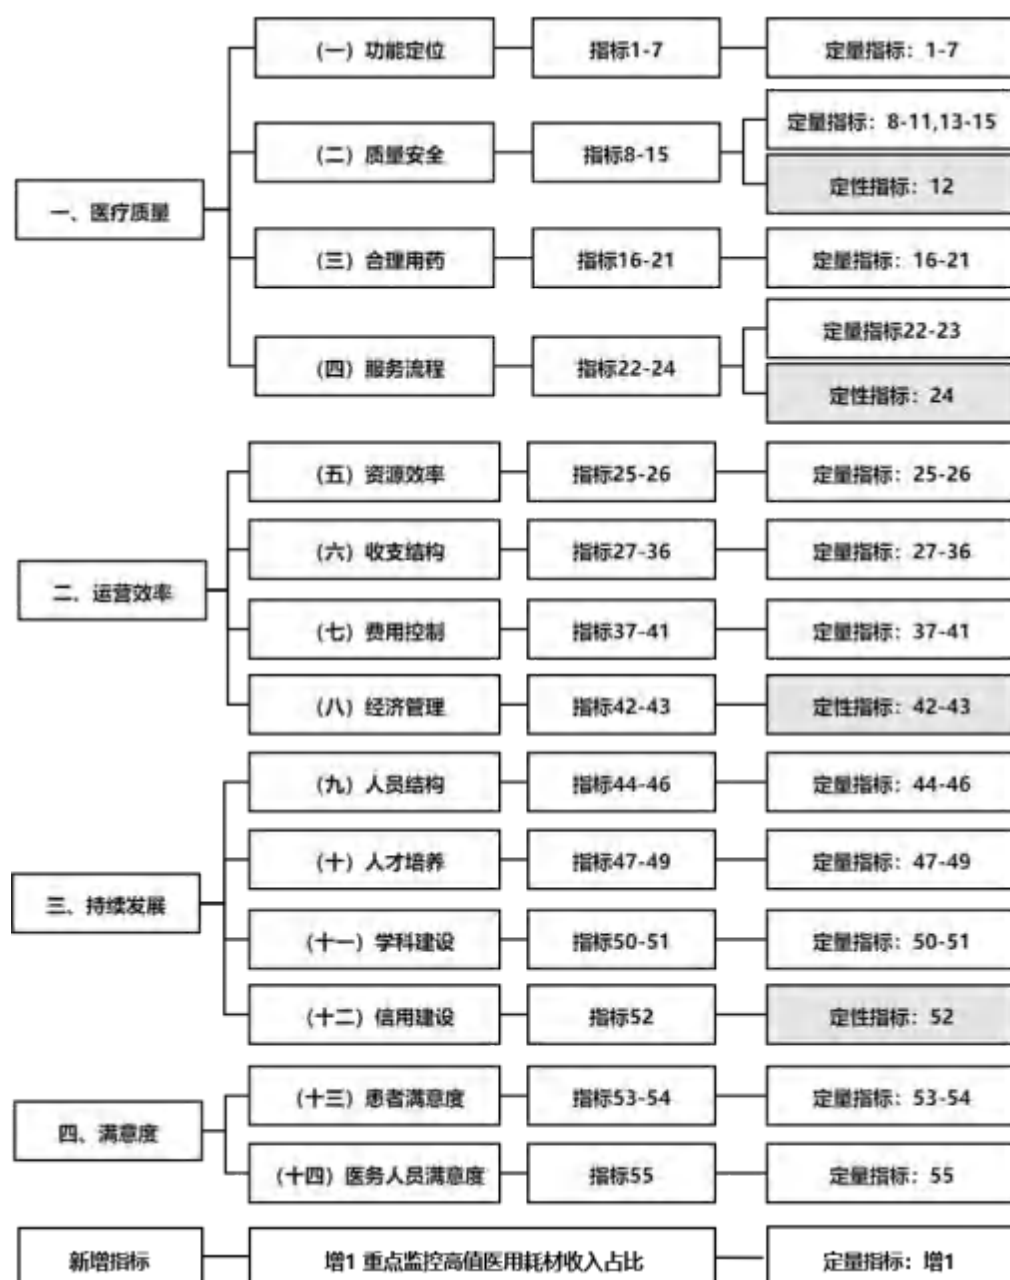 一、医疗质量
（一）功能定位
指标1-7
定量指标：1-7
（二）质量安全
指标8-15
定量指标：8-11,13-15
定性指标：12
（三）合理用药
指标16-21
定量指标：16-21
（四）服务流程
指标22-24
定量指标22-23
定性指标：24
二、运营效率
（五）资源效率
指标25-26
定量指标：25-26
（六）收支结构
指标27-36
定量指标：27-36
（七）费用控制
指标37-41
定量指标：37-41
（八）经济管理
指标42-43
定性指标：42-43
三、持续发展
（九）人员结构
指标44-46
定量指标：44-46
（十）人才培养
指标47-49
定量指标：47-49
（十一）学科建设
指标50-51
定量指标：50-51
（十二）信用建设
指标52
定性指标：52
四、满意度
（十三）患者满意度
指标53-54
定量指标：53-54
（十四）医务人员满意度
指标55
定量指标：55
新增指标
增1 重点监控高值医用耗材收入占比
定量指标：增1